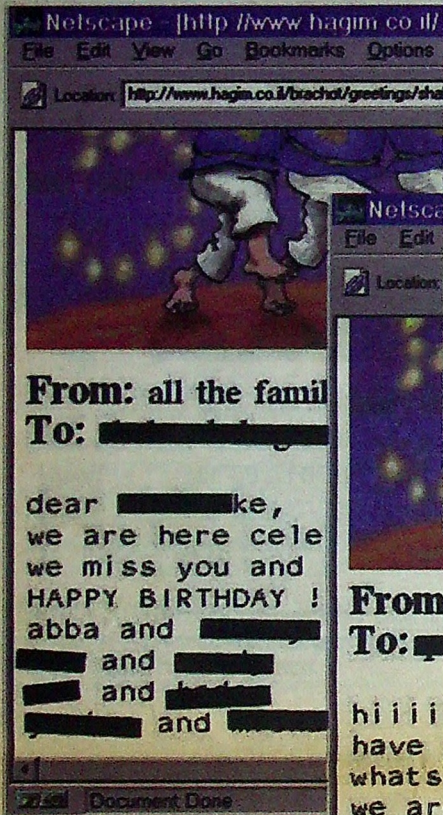 Netscape - [http //www hagim co il/
File Edit View Go Bookmarks Options
Location: http://www.hagim.co.il/brachot/greetings/sha
From: all the famil
To:
dear ke,
we are here cele
we miss you and
HAPPY BIRTHDAY !
abba and
and
and
and
Document Done
Netsca
File Edit
Location:
From
To:
hiiii
have
whats
we ar